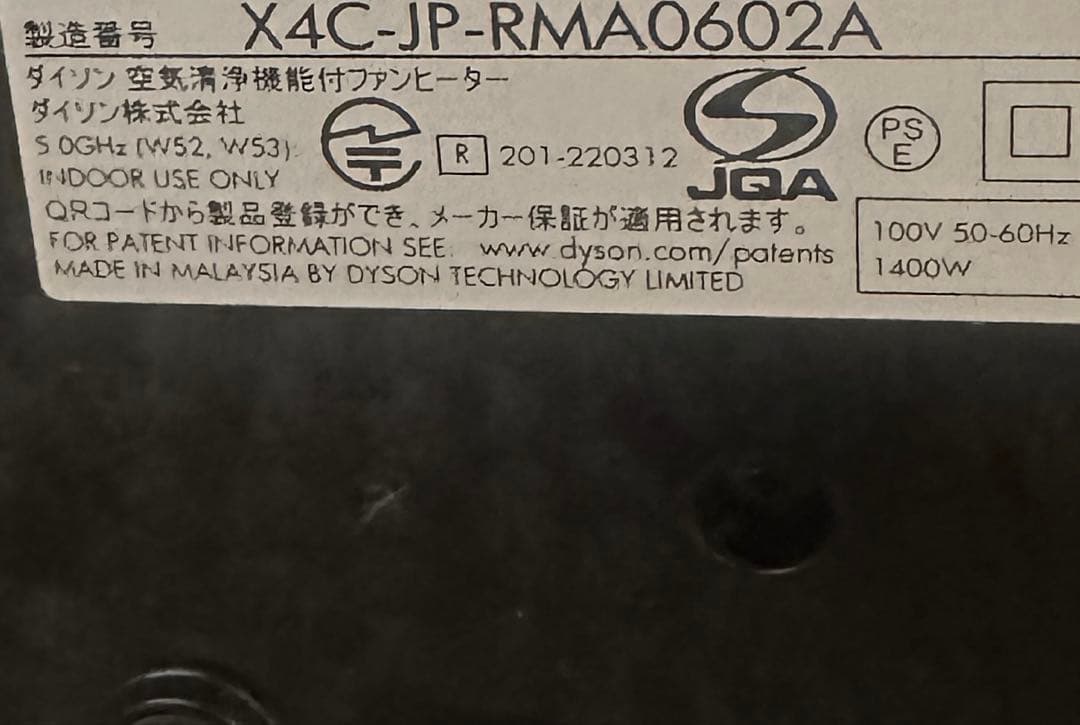 製造番号 X4C-JP-RMA0602A
ダイソン 空気清浄機能付ファンヒーター
ダイソン株式会社
5.0GHz (W52, W53)
R 201-220312
JQA
PSE
INDOOR USE ONLY
QRコードから製品登録ができ、メーカー保証が適用されます。
100V 50-60Hz
1400W
FOR PATENT INFORMATION SEE: www.dyson.com/patents
MADE IN MALAYSIA BY DYSON TECHNOLOGY LIMITED